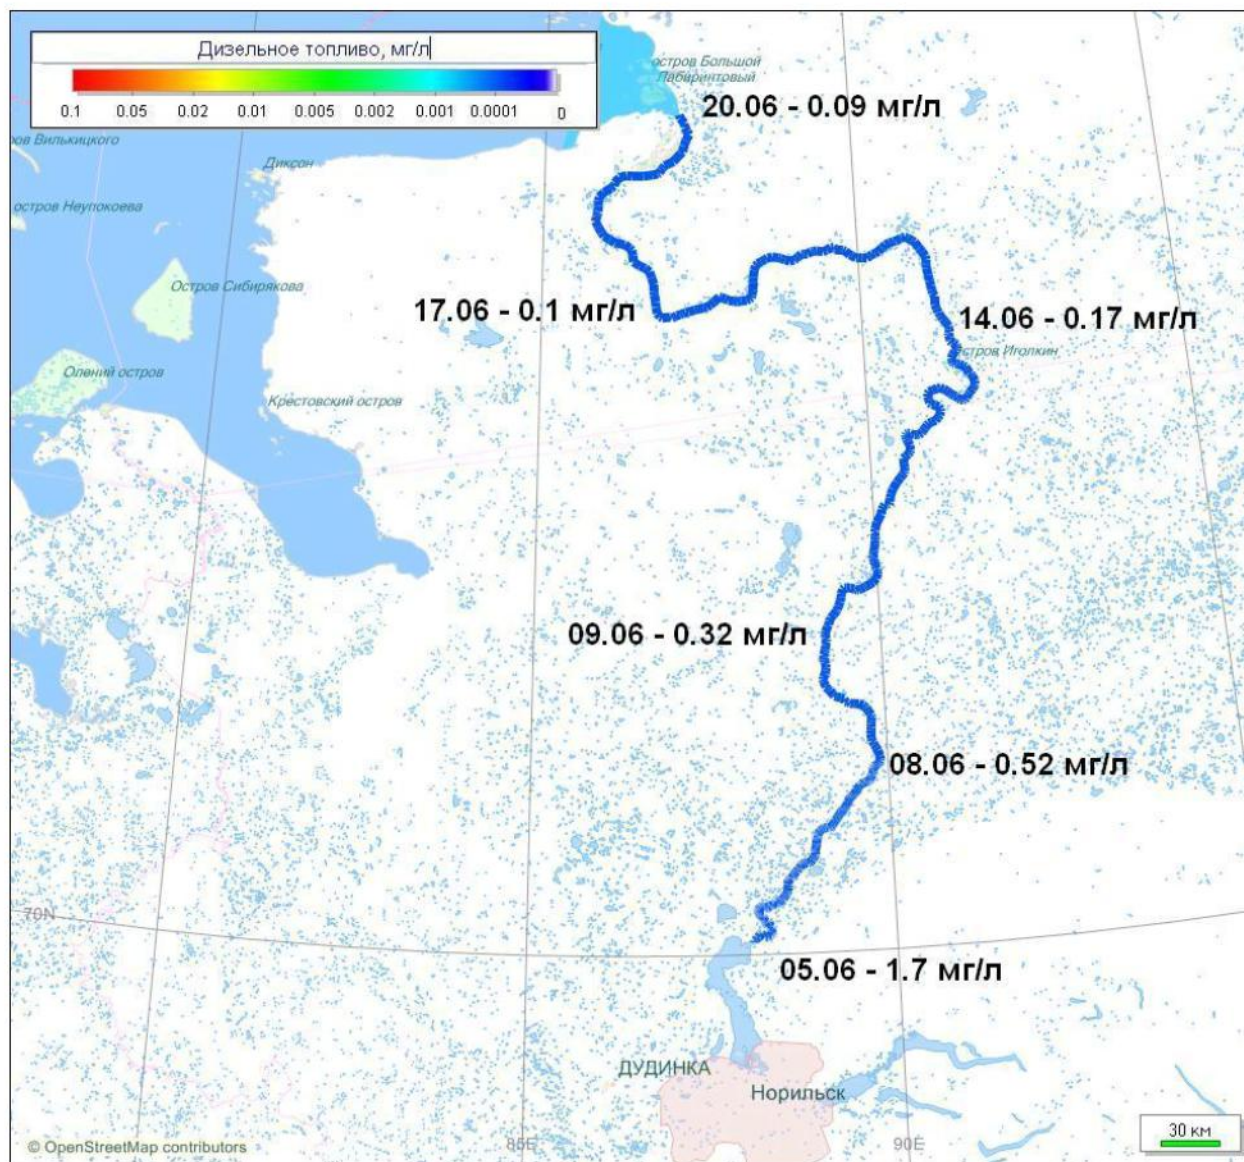 Дизельное топливо, мг/л
0.1 0.05 0.02 0.01 0.005 0.002 0.001 0.0001 0
остров Большой
Лабиринтовый
20.06 - 0.09 мг/л
ров Вилькицкого
Диксон
остров Неупокоева
Остров Сибирякова
17.06 - 0.1 мг/л
14.06 - 0.17 мг/л
остров Иголкин
Олений остров
Крестовский остров
09.06 - 0.32 мг/л
08.06 - 0.52 мг/л
70N
05.06 - 1.7 мг/л
ДУДИНКА
Норильск
30 км
© OpenStreetMap contributors
85E
90E